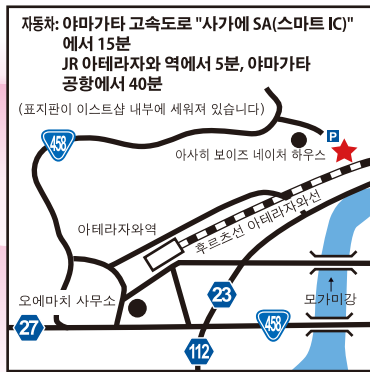 자동차: 야마가타 고속도로 "사가에 SA(스마트 IC)"
에서 15분
JR 아테라자와 역에서 5분, 야마가타
공항에서 40분
(표지판이 이스트샵 내부에 세워져 있습니다)
458
P
아사히 보이즈 네이처 하우스
아테라자와역
후르츠선 아테라자와선
오에마치 사무소
23
↑
모가미강
27
458
112